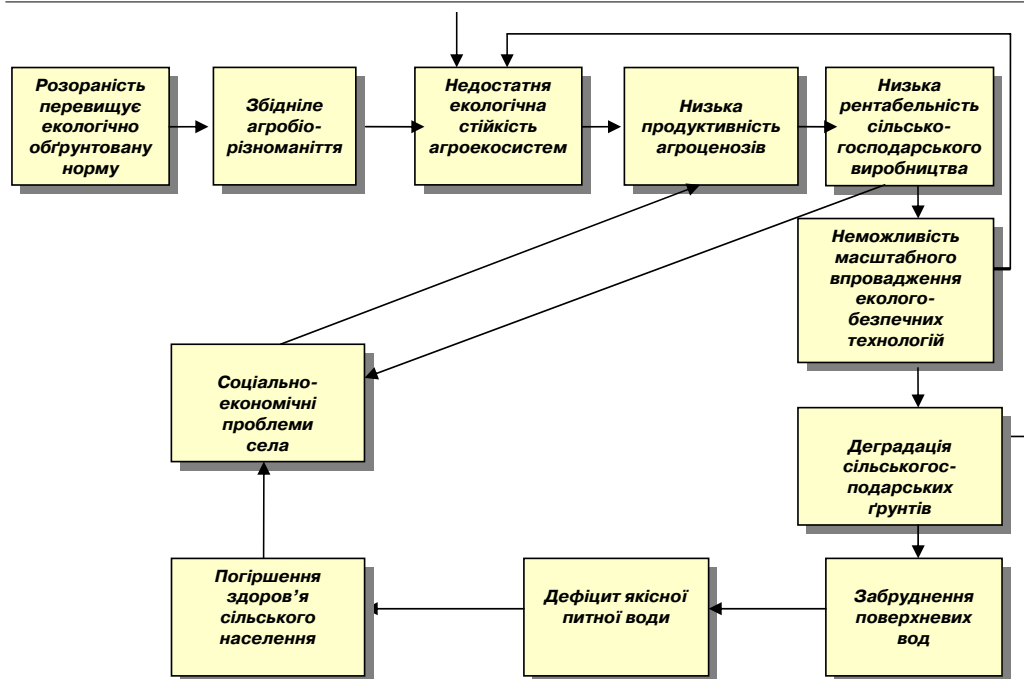 Розораність
перевищує
екологічно
обґрунтовану
норму
Збідніле
агробіо-
різноманіття
Недостатня
екологічна
стійкість
агроекосистем
Низька
продуктивність
агроценозів
Низька
рентабельність
сільсько-
господарського
виробництва
Неможливість
масштабного
впровадження
еколого-
безпечних
технологій
Соціально-
економічні
проблеми
села
Деградація
сільськогос-
подарських
ґрунтів
Погіршення
здоров’я
сільського
населення
Дефіцит якісної
питної води
Забруднення
поверхневих
вод